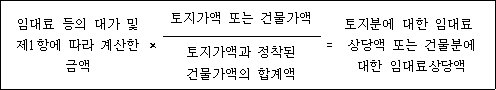 임대료 등의 대가 및
제1항에 따라 계산한
금액
×
토지가액 또는 건물가액
토지가액과 정착된
건물가액의 합계액
=
토지분에 대한 임대료
상당액 또는 건물분에
대한 임대료상당액